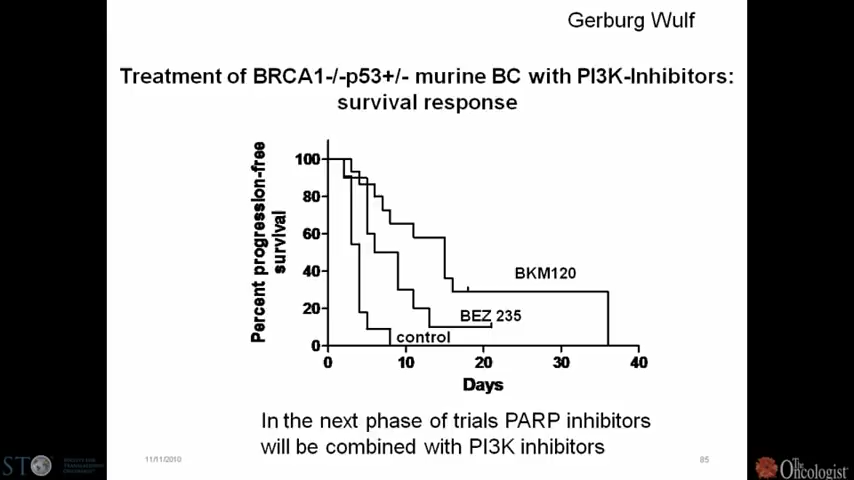 Gerburg Wulf
Treatment of BRCA1-/-p53+/- murine BC with PI3K-Inhibitors:
survival response
Percent progression-free
survival
100
80
60
40
20
0
BKM120
BEZ 235
control
0 10 20 30 40
Days
In the next phase of trials PARP inhibitors
will be combined with PI3K inhibitors
11/11/2010
85
The
Oncologist